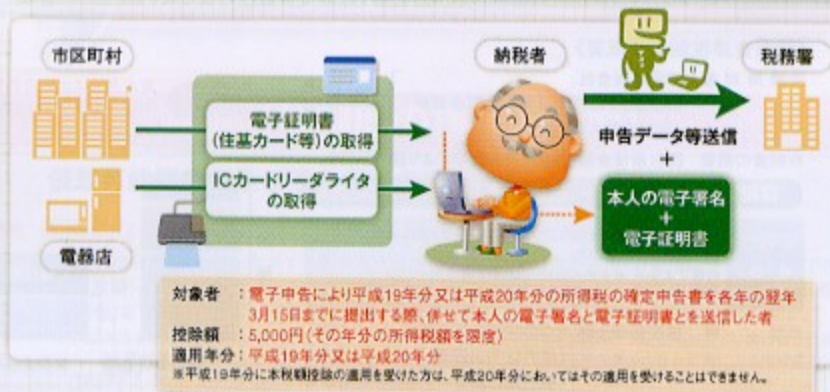 市区町村
納税者
税務署
電子証明書
(住基カード等)の取得
ICカードリーダライタ
の取得
電器店
申告データ等送信
+
本人の電子署名
+
電子証明書
対象者 : 電子申告により平成19年分又は平成20年分の所得税の確定申告書を各年の翌年
3月15日までに提出する際、併せて本人の電子署名と電子証明書とを送信した者
控除額 : 5,000円(その年分の所得税額を限度)
適用年分 : 平成19年分又は平成20年分
※平成19年分に本税額控除の適用を受けた方は、平成20年分においてはその適用を受けることはできません。